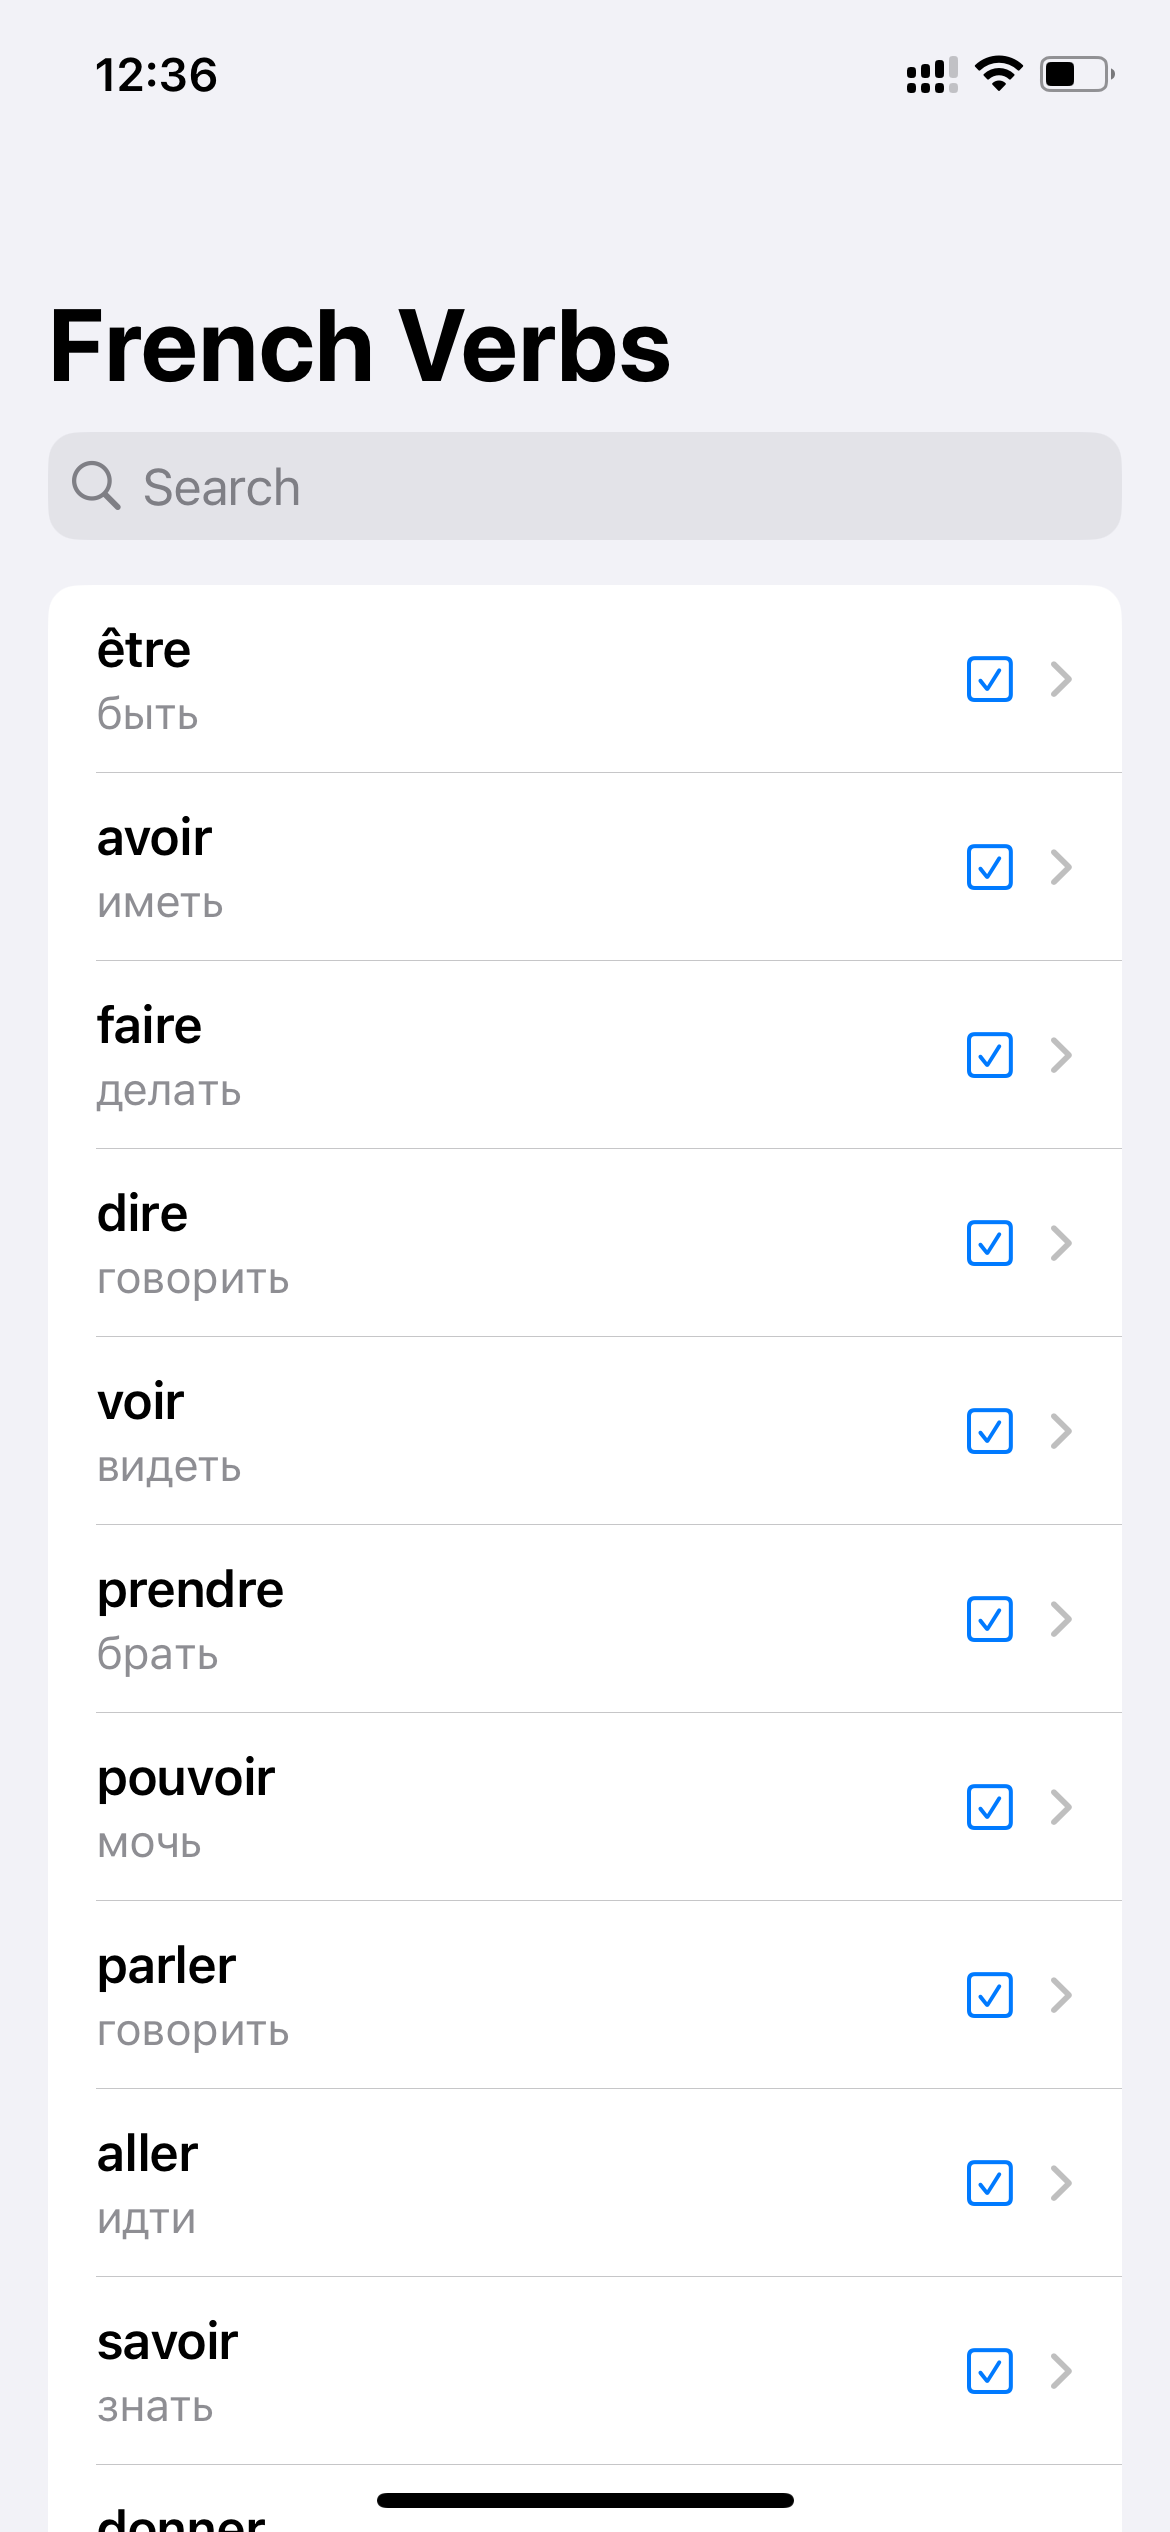 12:36
French Verbs
Search
être
быть
avoir
иметь
faire
делать
dire
говорить
voir
видеть
prendre
брать
pouvoir
мочь
parler
говорить
aller
идти
savoir
знать
donner